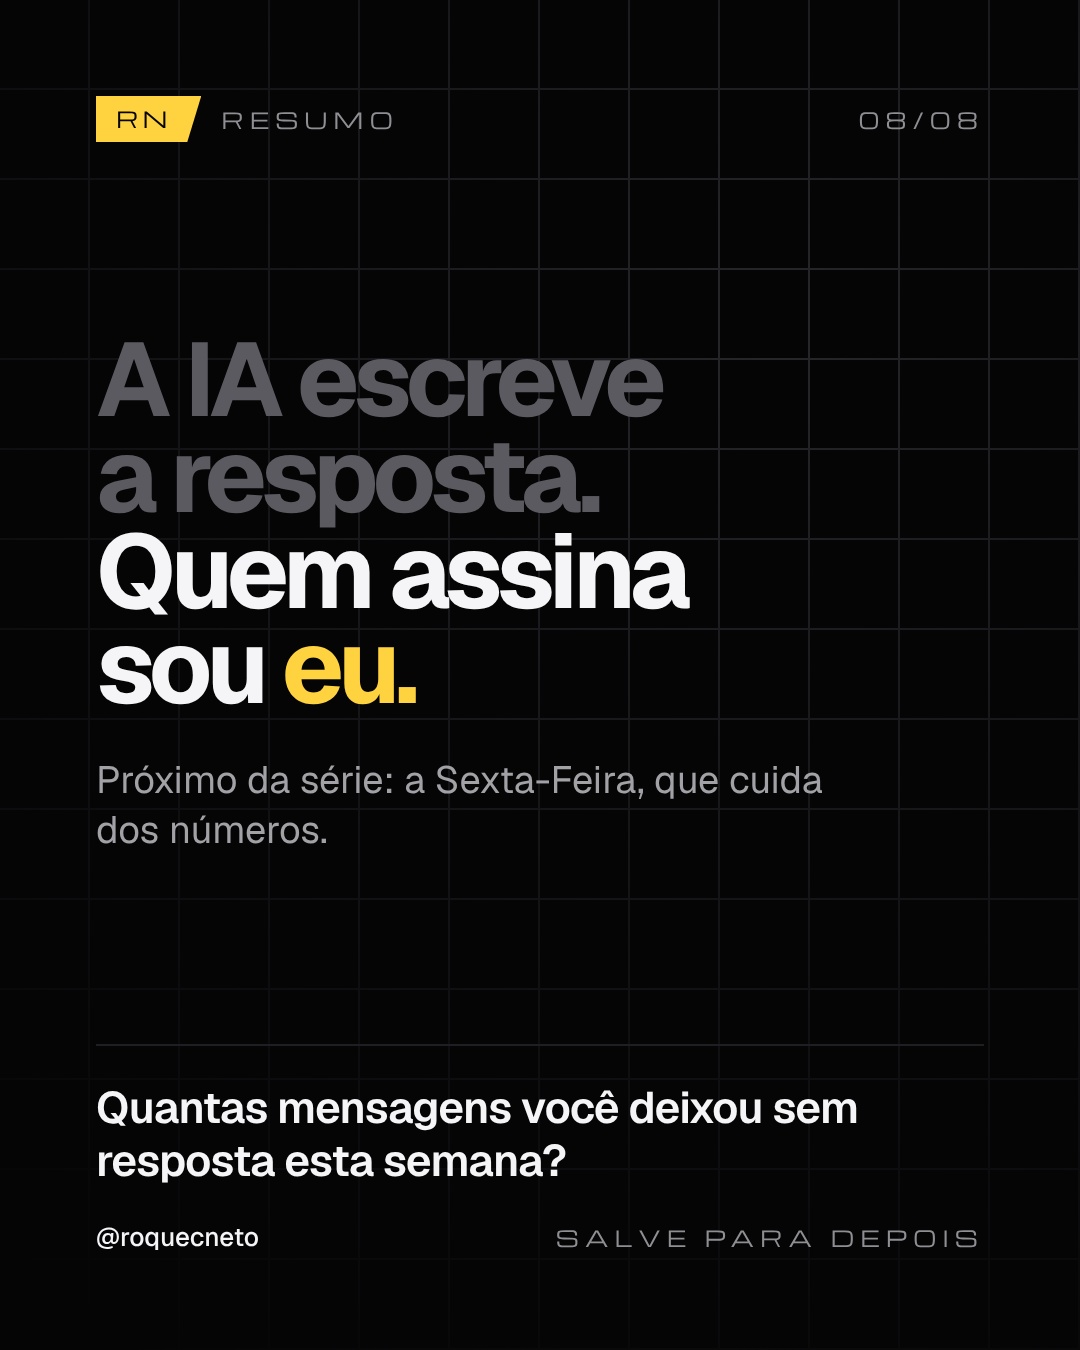 RN RESUMO 08/08
A IA escreve
a resposta.
Quem assina
sou eu.
Próximo da série: a Sexta-Feira, que cuida
dos números.
Quantas mensagens você deixou sem
resposta esta semana?
@roquecneto SALVE PARA DEPOIS